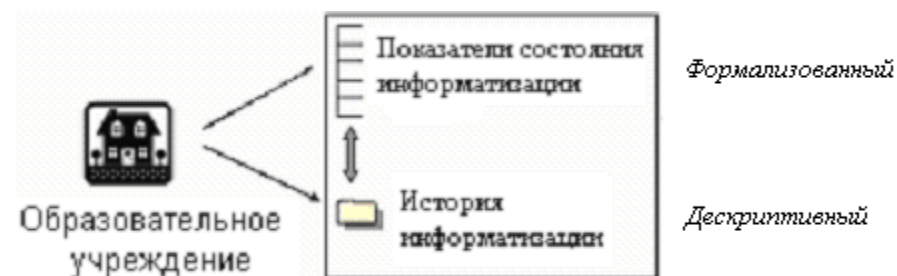 Показатели состояния
информатизации
Формализованный
Образовательное
учреждение
История
информатизации
Дескриптивный